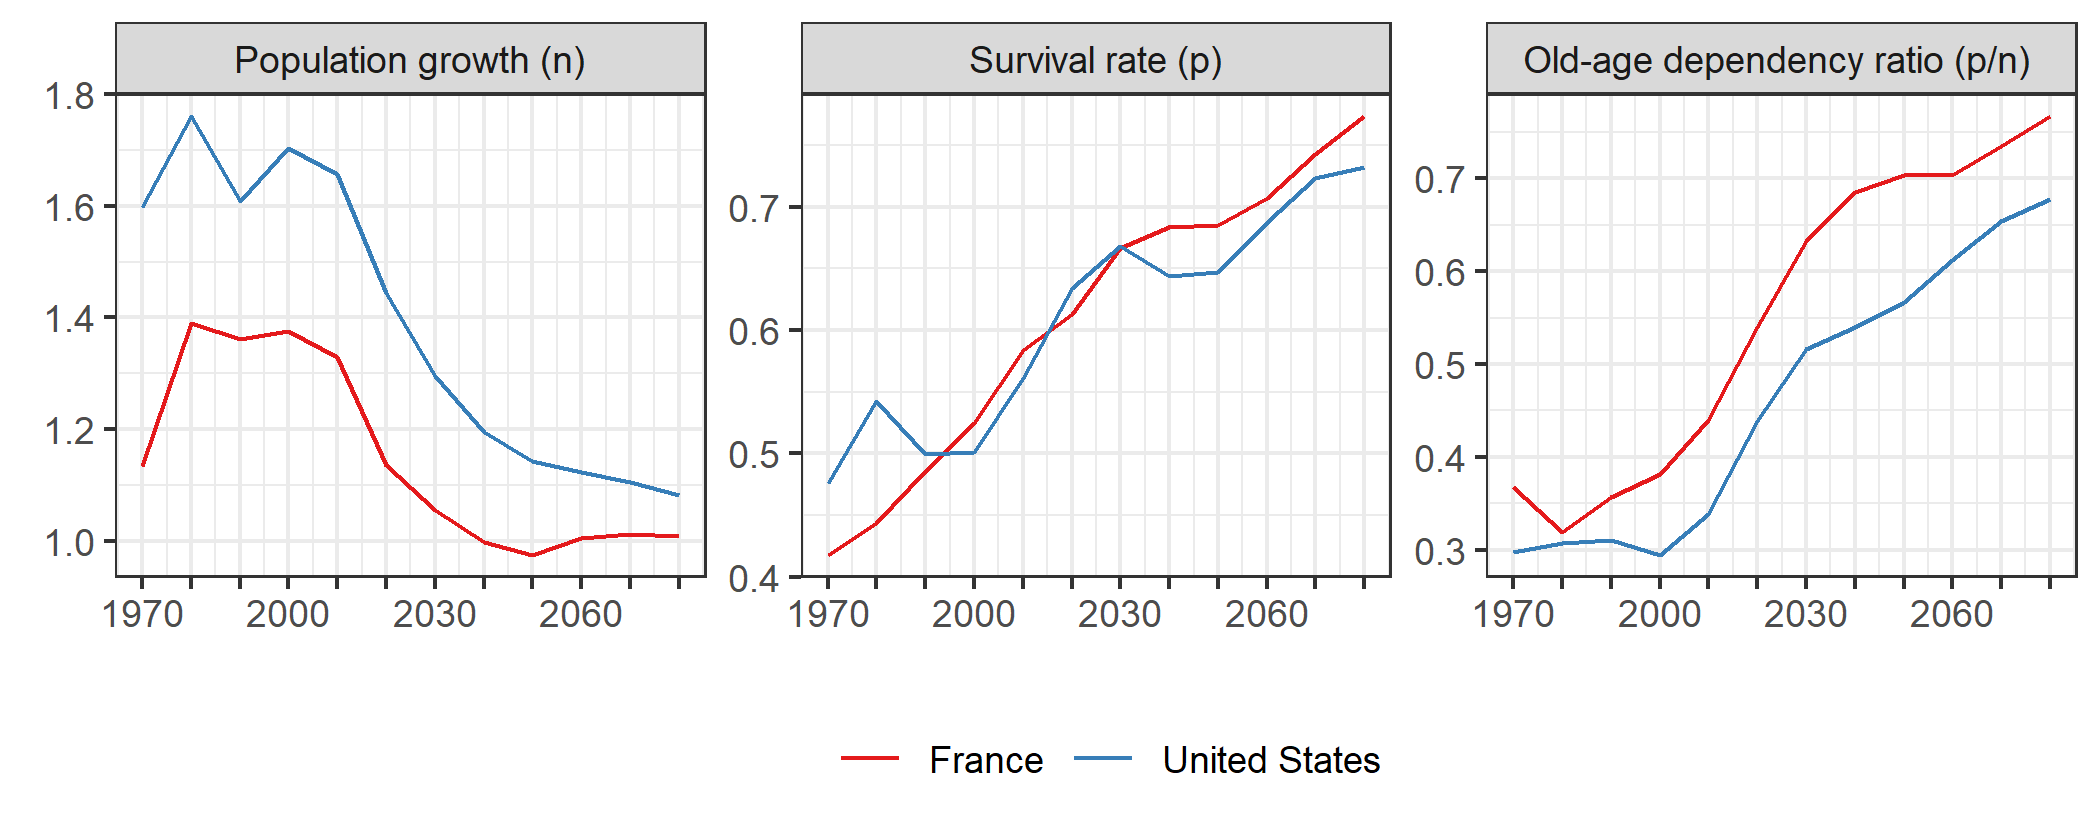 Population growth (n)
Survival rate (p)
Old-age dependency ratio (p/n)
1.8
1.6
1.4
1.2
1.0
1970 2000 2030 2060
0.7
0.6
0.5
0.4
1970 2000 2030 2060
0.7
0.6
0.5
0.4
0.3
1970 2000 2030 2060
France United States